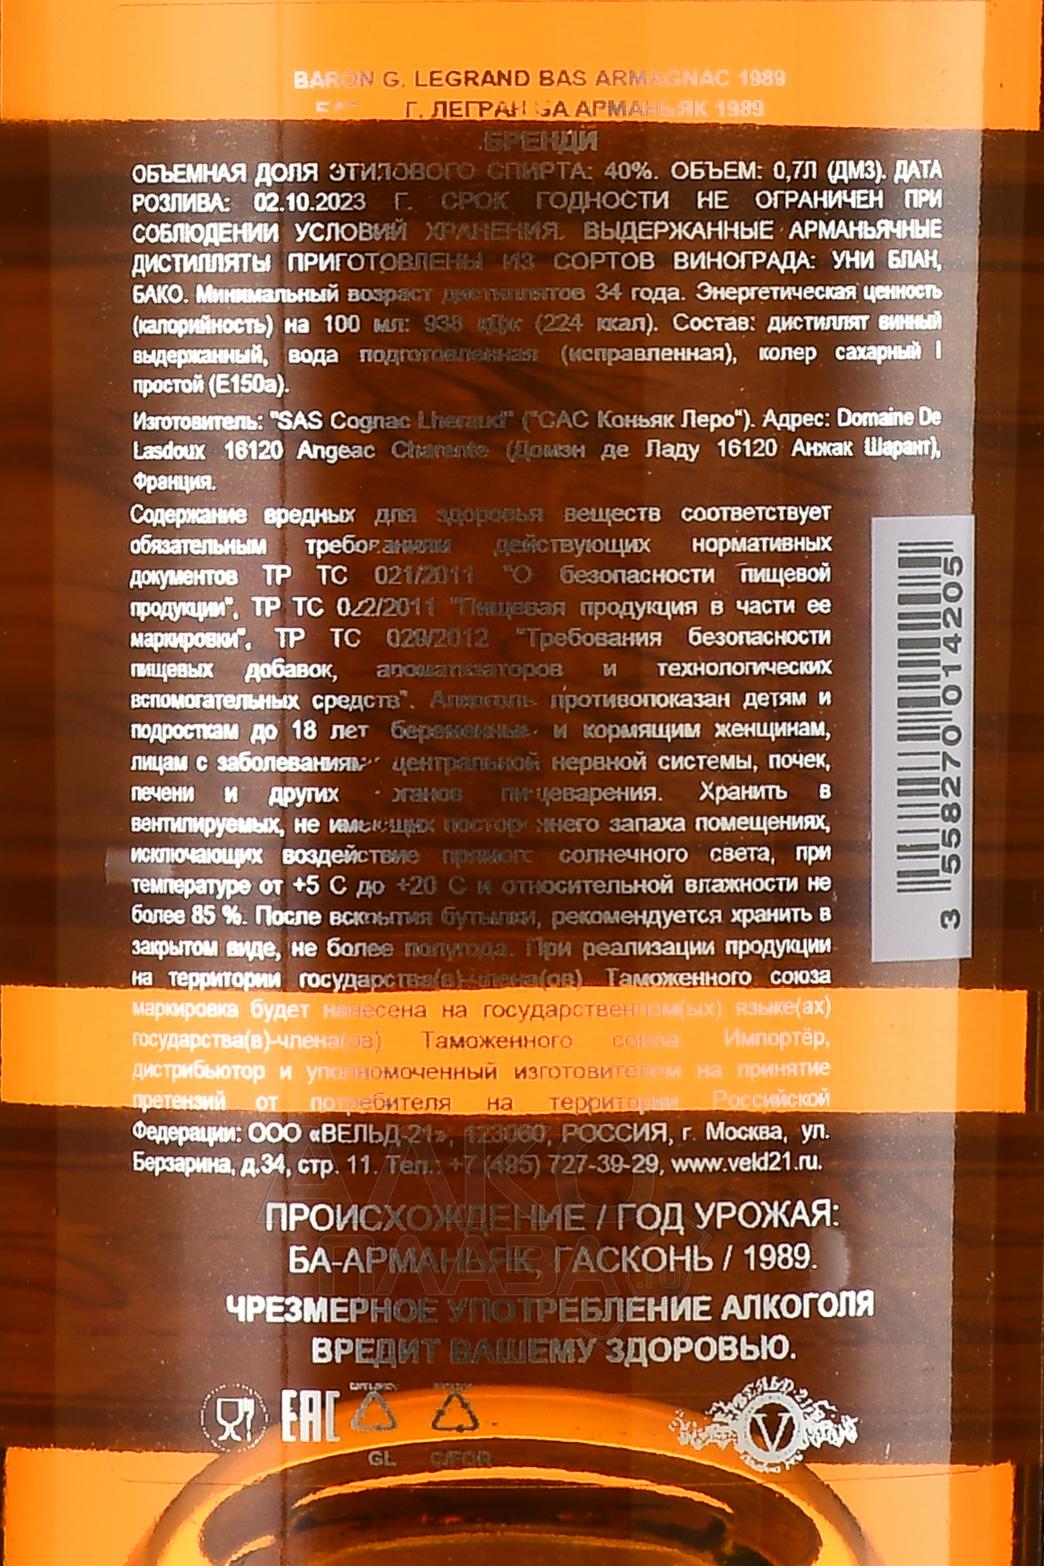 BARON G. LEGRAND BAS ARMAGNAC 1989
Г. ЛЕГРАН БА АРМАНЬЯК 1989
БРЕНДИ
ОБЪЕМНАЯ ДОЛЯ ЭТИЛОВОГО СПИРТА: 40%. ОБЪЕМ: 0,7Л (ДМЗ). ДАТА
РОЗЛИВА: 02.10.2023 Г. СРОК ГОДНОСТИ НЕ ОГРАНИЧЕН ПРИ
СОБЛЮДЕНИИ УСЛОВИЙ ХРАНЕНИЯ. ВЫДЕРЖАННЫЕ АРМАНЬЯЧНЫЕ
ДИСТИЛЛЯТЫ ПРИГОТОВЛЕНЫ ИЗ СОРТОВ ВИНОГРАДА: УНИ БЛАН,
БАКО. Минимальный возраст дистиллятов 34 года. Энергетическая ценность
(калорийность) на 100 мл: 938 кДж (224 ккал). Состав: дистиллят винный
выдержанный, вода подготовленная (исправленная), колер сахарный I
простой (Е150а).
Изготовитель: "SAS Cognac Lheraud" ("САС Коньяк Леро"). Адрес: Domaine De
Lasdoux 16120 Angeac Charente (Домэн де Ладу 16120 Анжак Шарант),
Франция.
Содержание вредных для здоровья веществ соответствует
обязательным требованиям действующих нормативных
документов ТР ТС 021/2011 "О безопасности пищевой
продукции", ТР ТС 022/2011 "Пищевая продукция в части ее
маркировки", ТР ТС 029/2012 "Требования безопасности
пищевых добавок, ароматизаторов и технологических
вспомогательных средств". Алкоголь противопоказан детям и
подросткам до 18 лет беременным и кормящим женщинам,
лицам с заболеваниями центральной нервной системы, почек,
печени и других органов пищеварения. Хранить в
вентилируемых, не имеющих постороннего запаха помещениях,
исключающих воздействие прямого солнечного света, при
температуре от +5 С до +20 С и относительной влажности не
более 85 %. После вскрытия бутылки, рекомендуется хранить в
закрытом виде, не более полугода. При реализации продукции
на территории государства(в)-члена(ов) Таможенного союза
маркировка будет нанесена на государственном(ых) языке(ах)
государства(в)-члена(ов) Таможенного союза. Импортёр,
дистрибьютор и уполномоченный изготовителем на принятие
претензий от потребителя на территории Российской
Федерации: ООО «ВЕЛЬД-21», 123060, РОССИЯ, г. Москва, ул.
Берзарина, д.34, стр. 11. Тел.: +7 (495) 727-39-29, www.veld21.ru.
ПРОИСХОЖДЕНИЕ / ГОД УРОЖАЯ:
БА-АРМАНЬЯК, ГАСКОНЬ / 1989.
ЧРЕЗМЕРНОЕ УПОТРЕБЛЕНИЕ АЛКОГОЛЯ
ВРЕДИТ ВАШЕМУ ЗДОРОВЬЮ.
EAC
GL
C/FOR
ВЕЛЬД 21
V
3 558270 014205
АЛКО
ПЛАЗА.ru